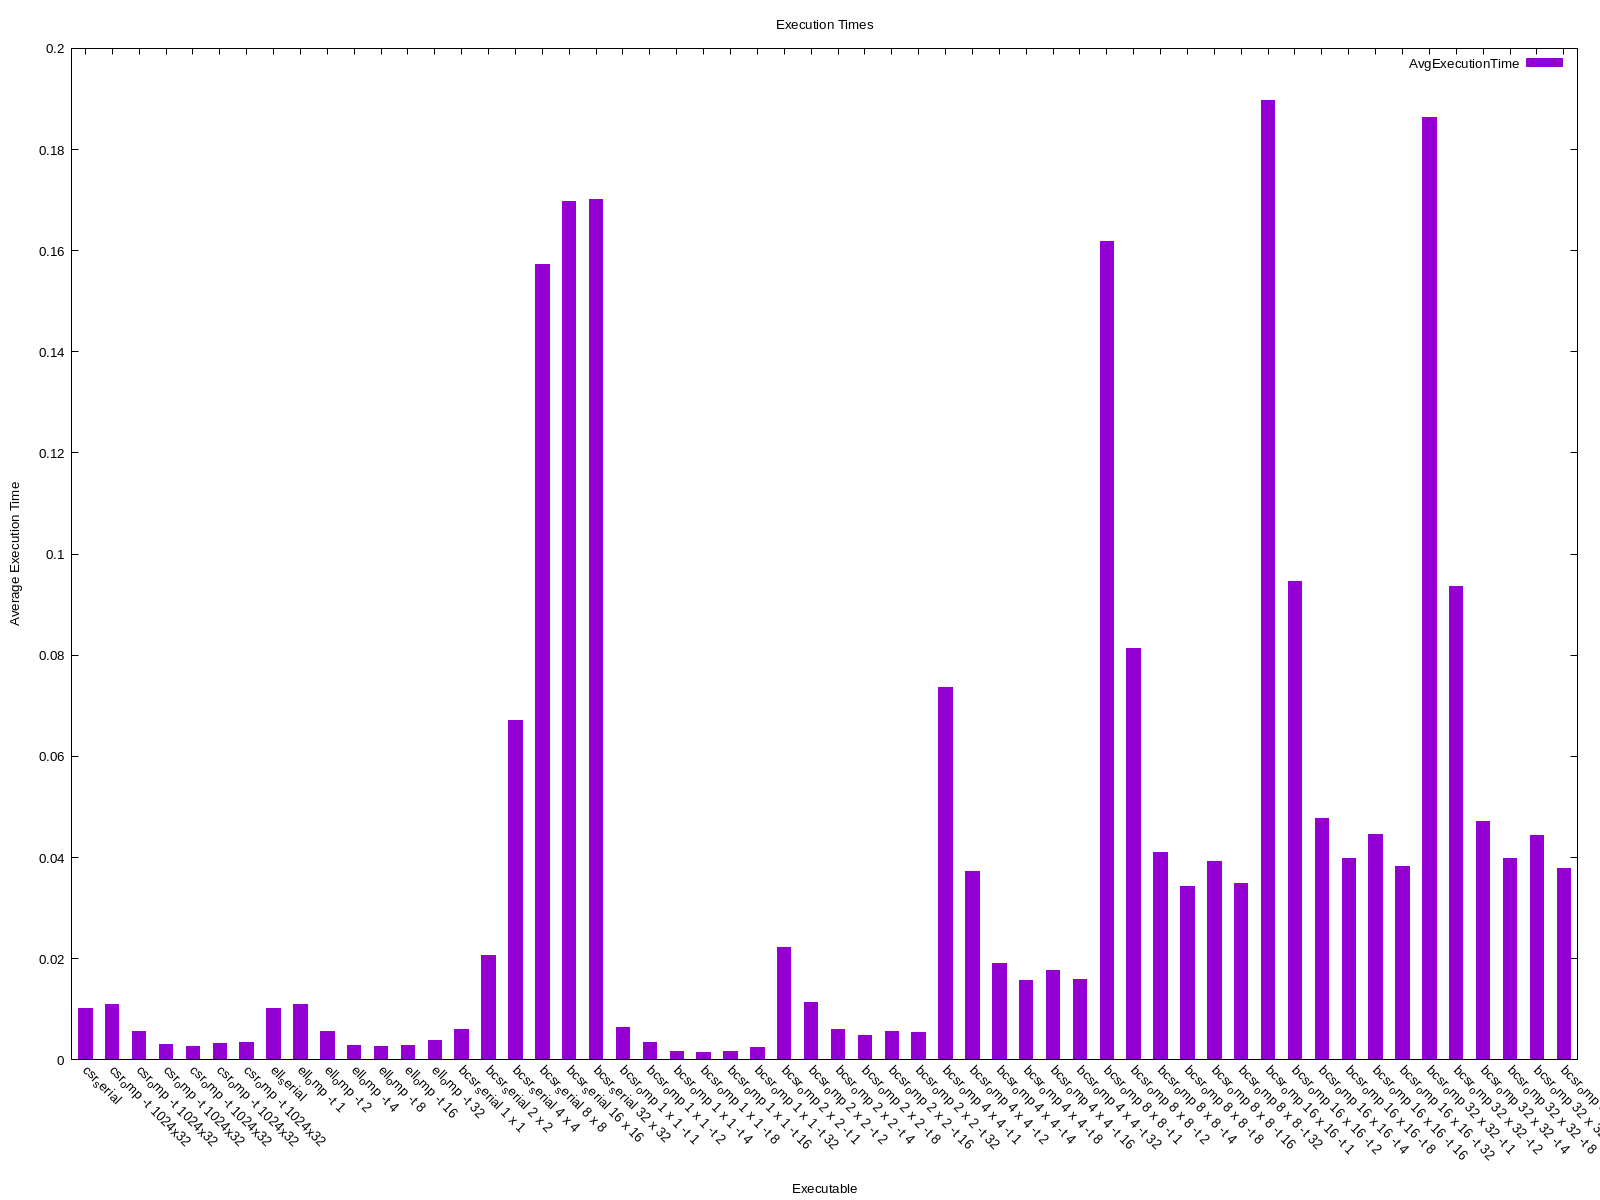 Execution Times
AvgExecutionTime
0.2
0.18
0.16
0.14
0.12
0.1
0.08
0.06
0.04
0.02
0
Average Execution Time
csrserial
csromp -t 1024x32
csromp -t 1024x32
csromp -t 1024x32
csromp -t 1024x32
csromp -t 1024x32
csromp -t 1024x32
ellserial
ellomp -t 1
ellomp -t 2
ellomp -t 4
ellomp -t 8
ellomp -t 16
ellomp -t 32
bcsrserial 1 x 1
bcsrserial 2 x 2
bcsrserial 4 x 4
bcsrserial 8 x 8
bcsrserial 16 x 16
bcsrserial 32 x 32
bcsromp 1 x 1 -t 1
bcsromp 1 x 1 -t 2
bcsromp 1 x 1 -t 4
bcsromp 1 x 1 -t 8
bcsromp 1 x 1 -t 16
bcsromp 1 x 1 -t 32
bcsromp 2 x 2 -t 1
bcsromp 2 x 2 -t 2
bcsromp 2 x 2 -t 4
bcsromp 2 x 2 -t 8
bcsromp 2 x 2 -t 16
bcsromp 2 x 2 -t 32
bcsromp 4 x 4 -t 1
bcsromp 4 x 4 -t 2
bcsromp 4 x 4 -t 4
bcsromp 4 x 4 -t 8
bcsromp 4 x 4 -t 16
bcsromp 4 x 4 -t 32
bcsromp 8 x 8 -t 1
bcsromp 8 x 8 -t 2
bcsromp 8 x 8 -t 4
bcsromp 8 x 8 -t 8
bcsromp 8 x 8 -t 16
bcsromp 8 x 8 -t 32
bcsromp 16 x 16 -t 1
bcsromp 16 x 16 -t 2
bcsromp 16 x 16 -t 4
bcsromp 16 x 16 -t 8
bcsromp 16 x 16 -t 16
bcsromp 16 x 16 -t 32
bcsromp 32 x 32 -t 1
bcsromp 32 x 32 -t 2
bcsromp 32 x 32 -t 4
bcsromp 32 x 32 -t 8
bcsromp 32 x
bcsromp
Executable